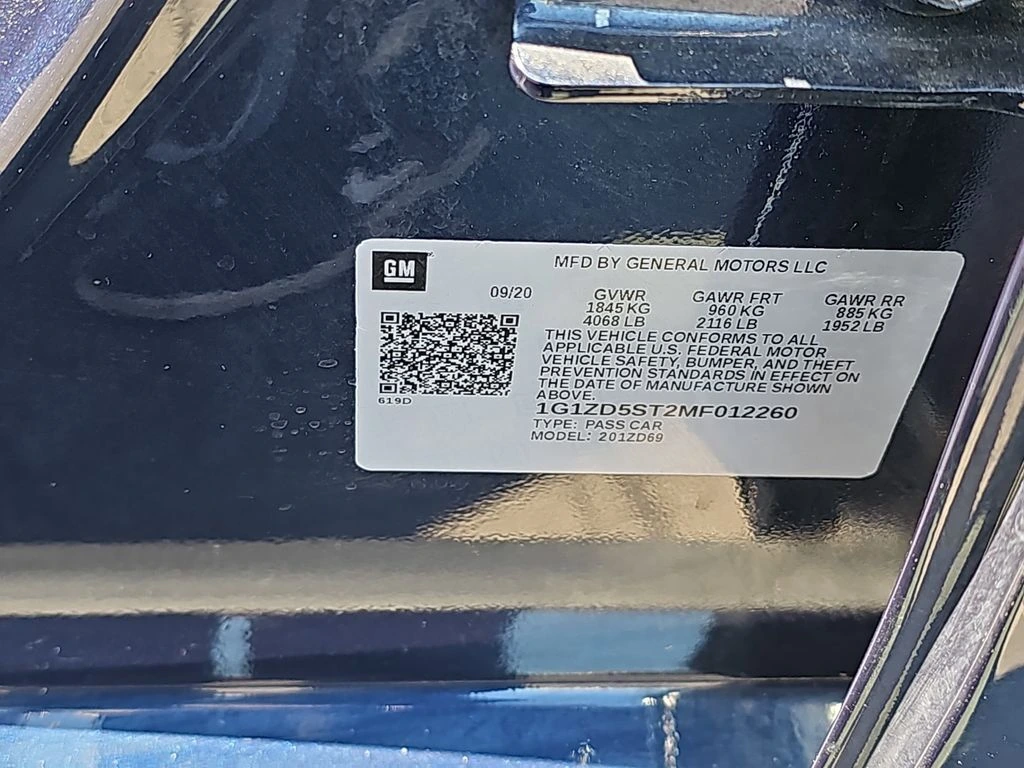 GM
MFD BY GENERAL MOTORS LLC
09/20
GVWR GAWR FRT GAWR RR
1845 KG 960 KG 885 KG
4068 LB 2116 LB 1952 LB
THIS VEHICLE CONFORMS TO ALL
APPLICABLE U.S. FEDERAL MOTOR
VEHICLE SAFETY, BUMPER, AND THEFT
PREVENTION STANDARDS IN EFFECT ON
THE DATE OF MANUFACTURE SHOWN
ABOVE.
619D
1G1ZD5ST2MF012260
TYPE: PASS CAR
MODEL: 201ZD69